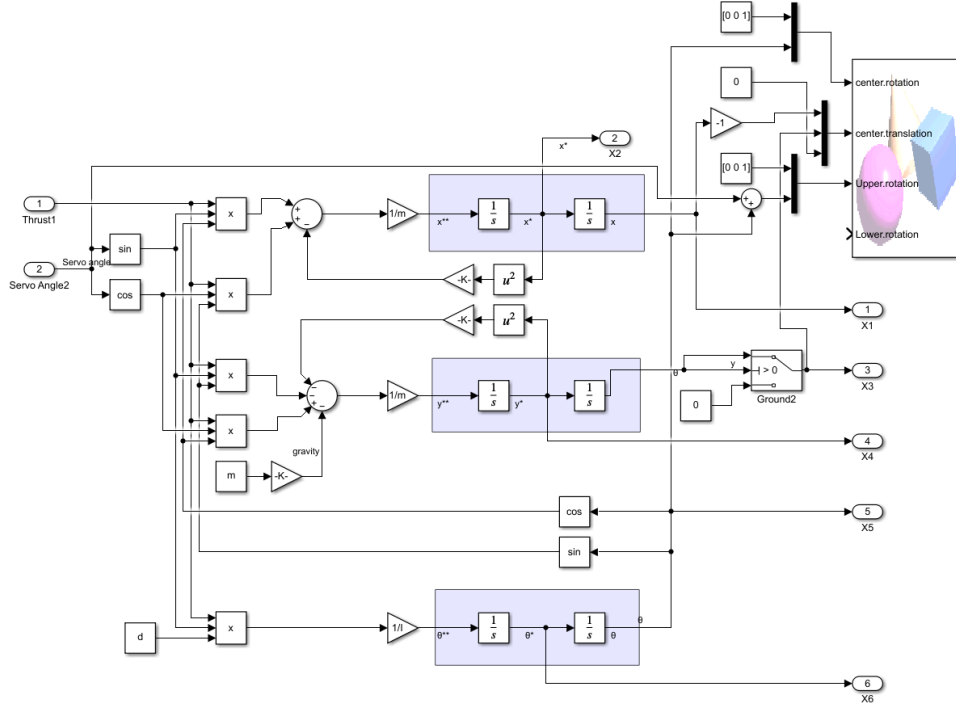 [0 0 1]
center.rotation
0
-1
center.translation
2
x*
X2
[0 0 1]
Upper.rotation
1
Thrust1
x
+
+
−
1/m
x**
1
s
x*
1
s
x
+
+
Lower.rotation
sin
Servo angle
2
Servo Angle2
cos
x
-K-
u²
1
X1
-K-
u²
x
−
−
+
−
1/m
y**
1
s
y*
1
s
θ
y
> 0
Ground2
3
X3
0
x
gravity
m
-K-
4
X4
cos
5
X5
sin
d
x
1/I
θ**
1
s
θ*
1
s
θ
θ
6
X6